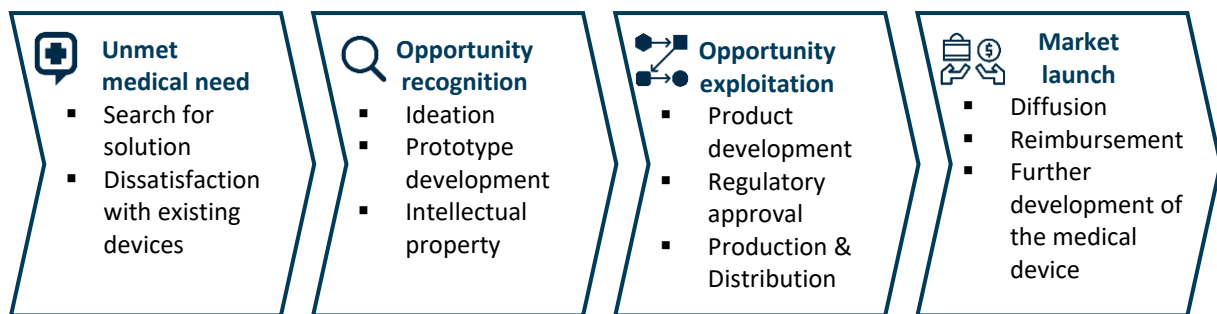 Unmet
medical need
▪ Search for
solution
▪ Dissatisfaction
with existing
devices
Opportunity
recognition
▪ Ideation
▪ Prototype
development
▪ Intellectual
property
Opportunity
exploitation
▪ Product
development
▪ Regulatory
approval
▪ Production &
Distribution
Market
launch
▪ Diffusion
▪ Reimbursement
▪ Further
development of
the medical
device